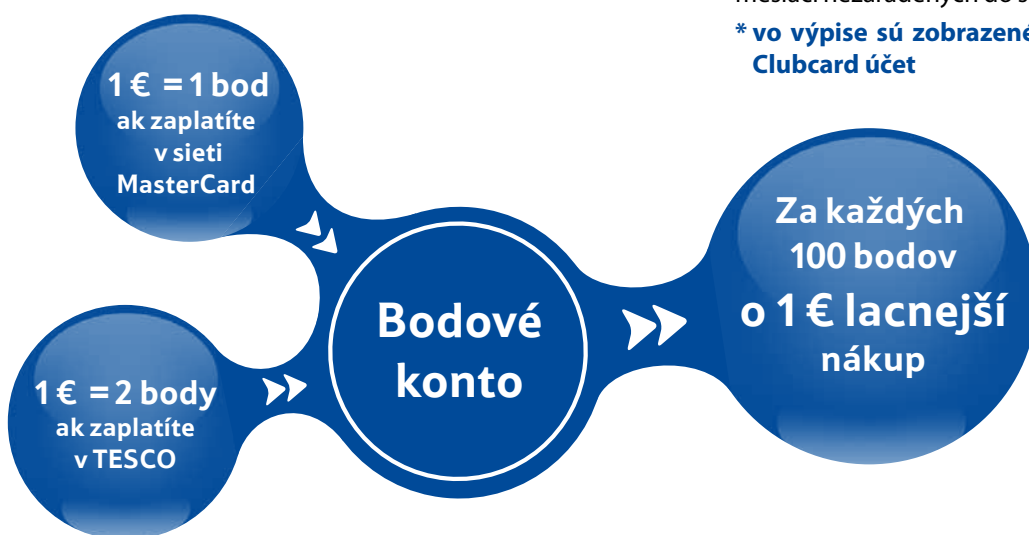 * vo výpise sú zobrazené
Clubcard účet
1 € = 1 bod
ak zaplatíte
v sieti
MasterCard
1 € = 2 body
ak zaplatíte
v TESCO
Bodové
konto
Za každých
100 bodov
o 1 € lacnejší
nákup